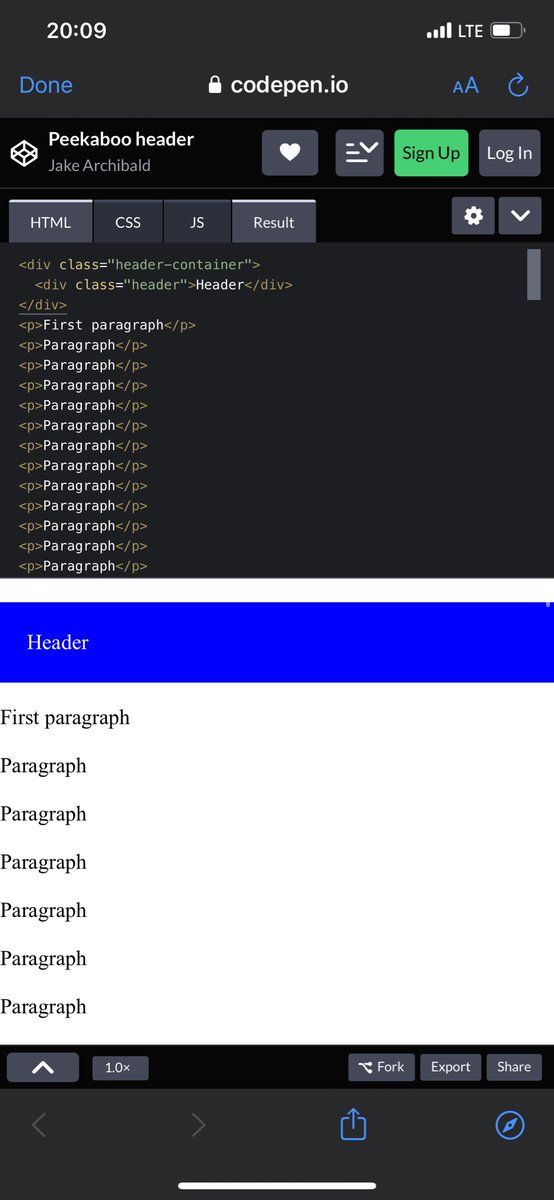 20:09
LTE
Done
codepen.io
AA
Peekaboo header
Jake Archibald
Sign Up
Log In
HTML
CSS
JS
Result
<div class="header-container">
<div class="header">Header</div>
</div>
<p>First paragraph</p>
<p>Paragraph</p>
<p>Paragraph</p>
<p>Paragraph</p>
<p>Paragraph</p>
<p>Paragraph</p>
<p>Paragraph</p>
<p>Paragraph</p>
<p>Paragraph</p>
<p>Paragraph</p>
<p>Paragraph</p>
<p>Paragraph</p>
<p>Paragraph</p>
Header
First paragraph
Paragraph
Paragraph
Paragraph
Paragraph
Paragraph
Paragraph
1.0×
Fork
Export
Share